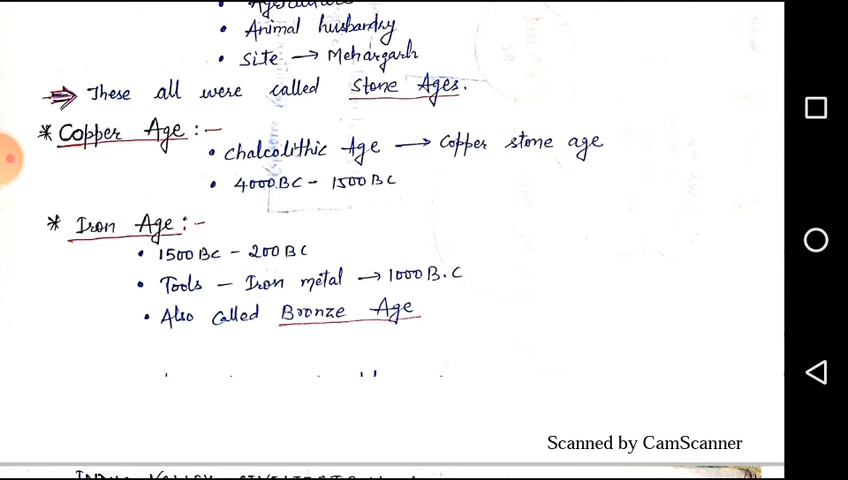 • Animal husbandry
• Site → Mehargarh
⇒ These all were called Stone Ages.
* Copper Age :-
• Chalcolithic Age → Copper stone age
• 4000 BC - 1500 BC
* Iron Age :-
• 1500 BC - 200 BC
• Tools - Iron metal → 1000 B.C
• Also called Bronze Age
Scanned by CamScanner